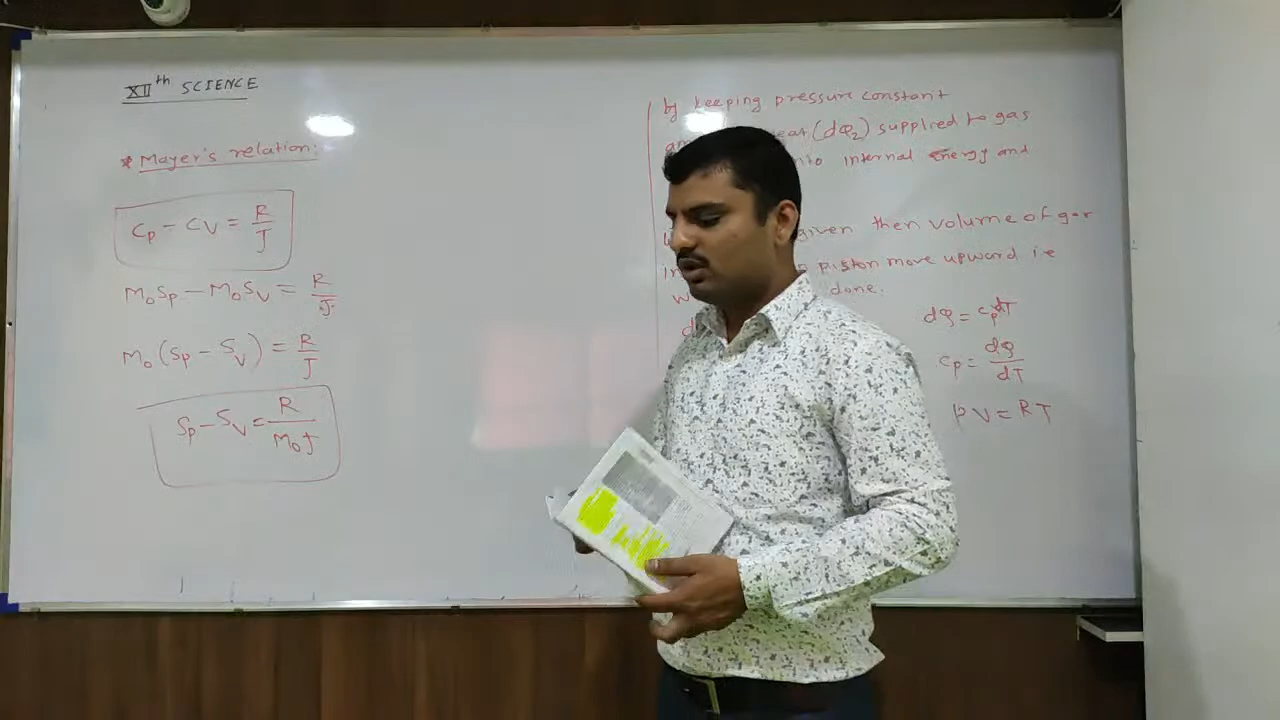 XIIth SCIENCE
* Mayer's relation:
Cp - Cv = R/J
MoSp - MoSv = R/J
Mo(Sp - Sv) = R/J
Sp - Sv = R/MoJ
by keeping pressure constant
(dQ2) supplied to gas
into internal energy and
given then volume of gas
piston move upward i.e
done.
dQ = CpdT
Cp = dQ/dT
PV = RT